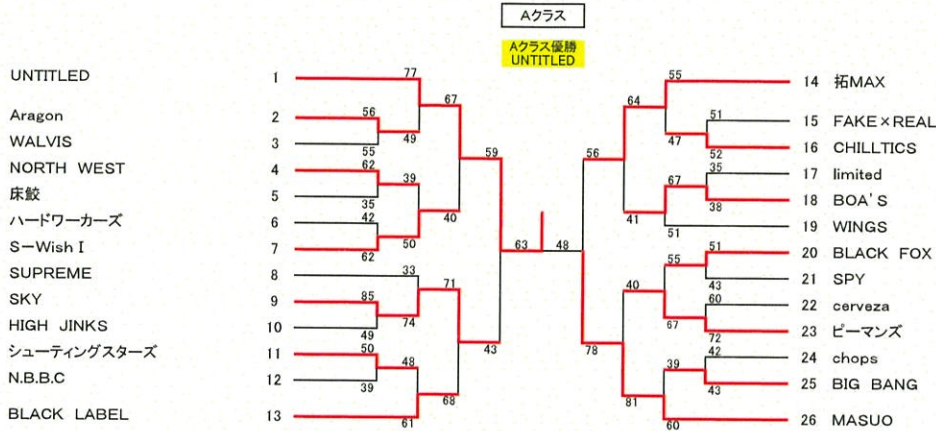 Aクラス
Aクラス優勝
UNTITLED
UNTITLED 1
77
67
Aragon 2
56
49
WALVIS 3
55
NORTH WEST 4
62
39
59
床鮫 5
35
40
ハードワーカーズ 6
42
50
S-Wish I 7
62
63
SUPREME 8
33
71
SKY 9
85
74
HIGH JINKS 10
49
43
シューティングスターズ 11
50
48
N.B.B.C 12
39
68
BLACK LABEL 13
61
55
14 拓MAX
64
51
15 FAKE×REAL
47
52
16 CHILLTICS
56
35
17 limited
67
38
18 BOA'S
41
51
19 WINGS
48
51
20 BLACK FOX
55
43
21 SPY
40
60
22 cerveza
67
72
23 ピーマンズ
78
42
24 chops
39
43
25 BIG BANG
81
60
26 MASUO